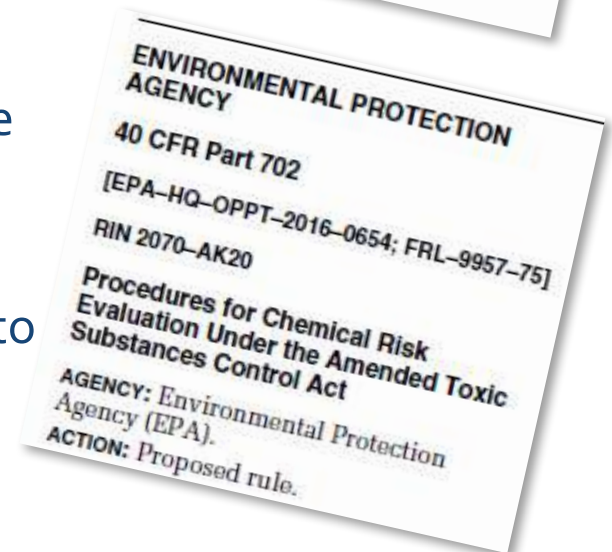 e
to
ENVIRONMENTAL PROTECTION
AGENCY
40 CFR Part 702
[EPA–HQ–OPPT–2016–0654; FRL–9957–75]
RIN 2070–AK20
Procedures for Chemical Risk
Evaluation Under the Amended Toxic
Substances Control Act
AGENCY: Environmental Protection
Agency (EPA).
ACTION: Proposed rule.